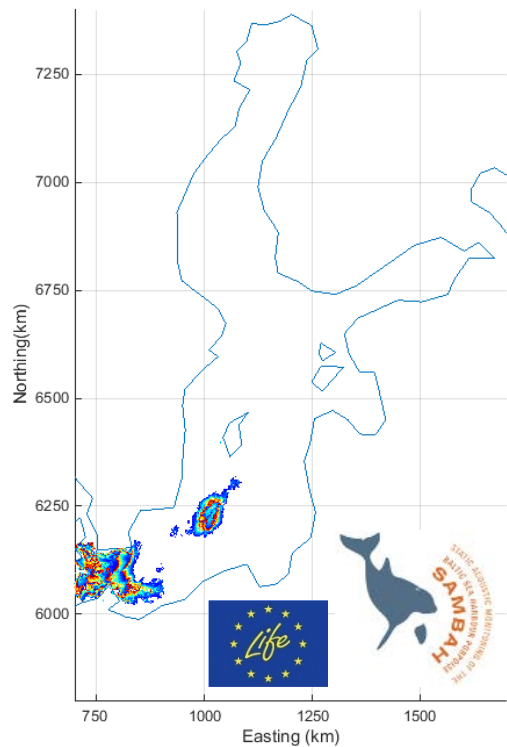 7250
7000
6750
6500
6250
6000
Northing(km)
750
1000
1250
1500
Easting (km)
Life
STATIC ACOUSTIC MONITORING OF THE
BALTIC SEA HARBOUR PORPOISE
SAMBAH